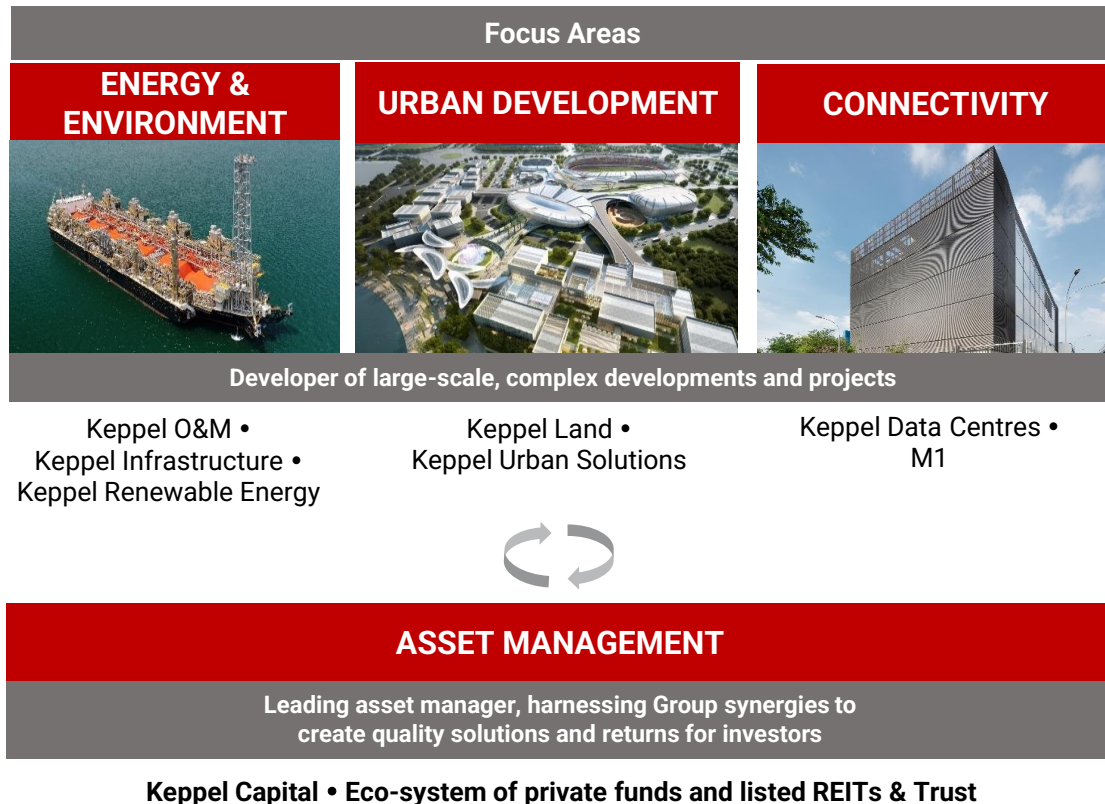 Focus Areas
ENERGY &
ENVIRONMENT
URBAN DEVELOPMENT
CONNECTIVITY
Developer of large-scale, complex developments and projects
Keppel O&M •
Keppel Infrastructure •
Keppel Renewable Energy
Keppel Land •
Keppel Urban Solutions
Keppel Data Centres •
M1
ASSET MANAGEMENT
Leading asset manager, harnessing Group synergies to
create quality solutions and returns for investors
Keppel Capital • Eco-system of private funds and listed REITs & Trust